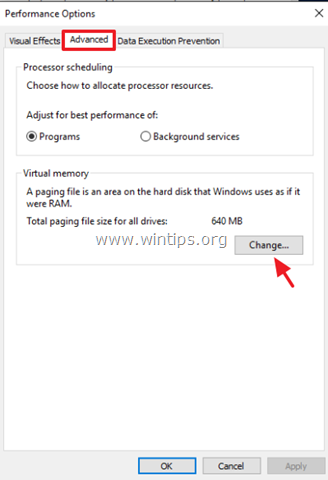 Performance Options
Visual Effects Advanced Data Execution Prevention
Processor scheduling
Choose how to allocate processor resources.
Adjust for best performance of:
Programs Background services
Virtual memory
A paging file is an area on the hard disk that Windows uses as if it
were RAM.
Total paging file size for all drives: 640 MB
www.wintips.org
Change...
OK Cancel Apply